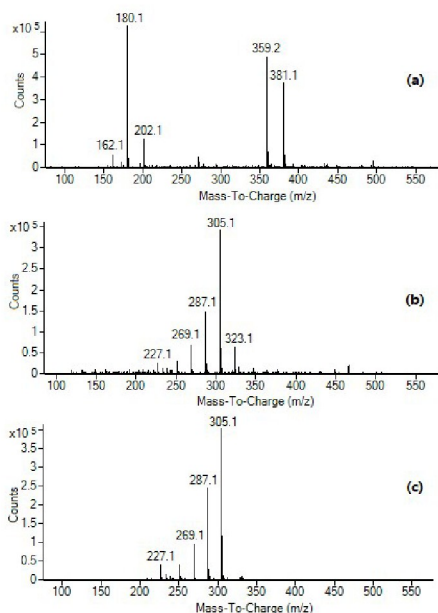 180.1
x10 5
359.2
381.1
(a)
162.1
202.1
Counts
5
4
3
2
1
0
100 150 200 250 300 350 400 450 500 550
Mass-To-Charge (m/z)
305.1
x10 5
(b)
287.1
269.1
323.1
227.1
Counts
3
2.5
2
1.5
1
0.5
0
100 150 200 250 300 350 400 450 500 550
Mass-To-Charge (m/z)
305.1
x10 5
(c)
287.1
269.1
227.1
Counts
3.5
3
2.5
2
1.5
1
0.5
0
100 150 200 250 300 350 400 450 500 550
Mass-To-Charge (m/z)